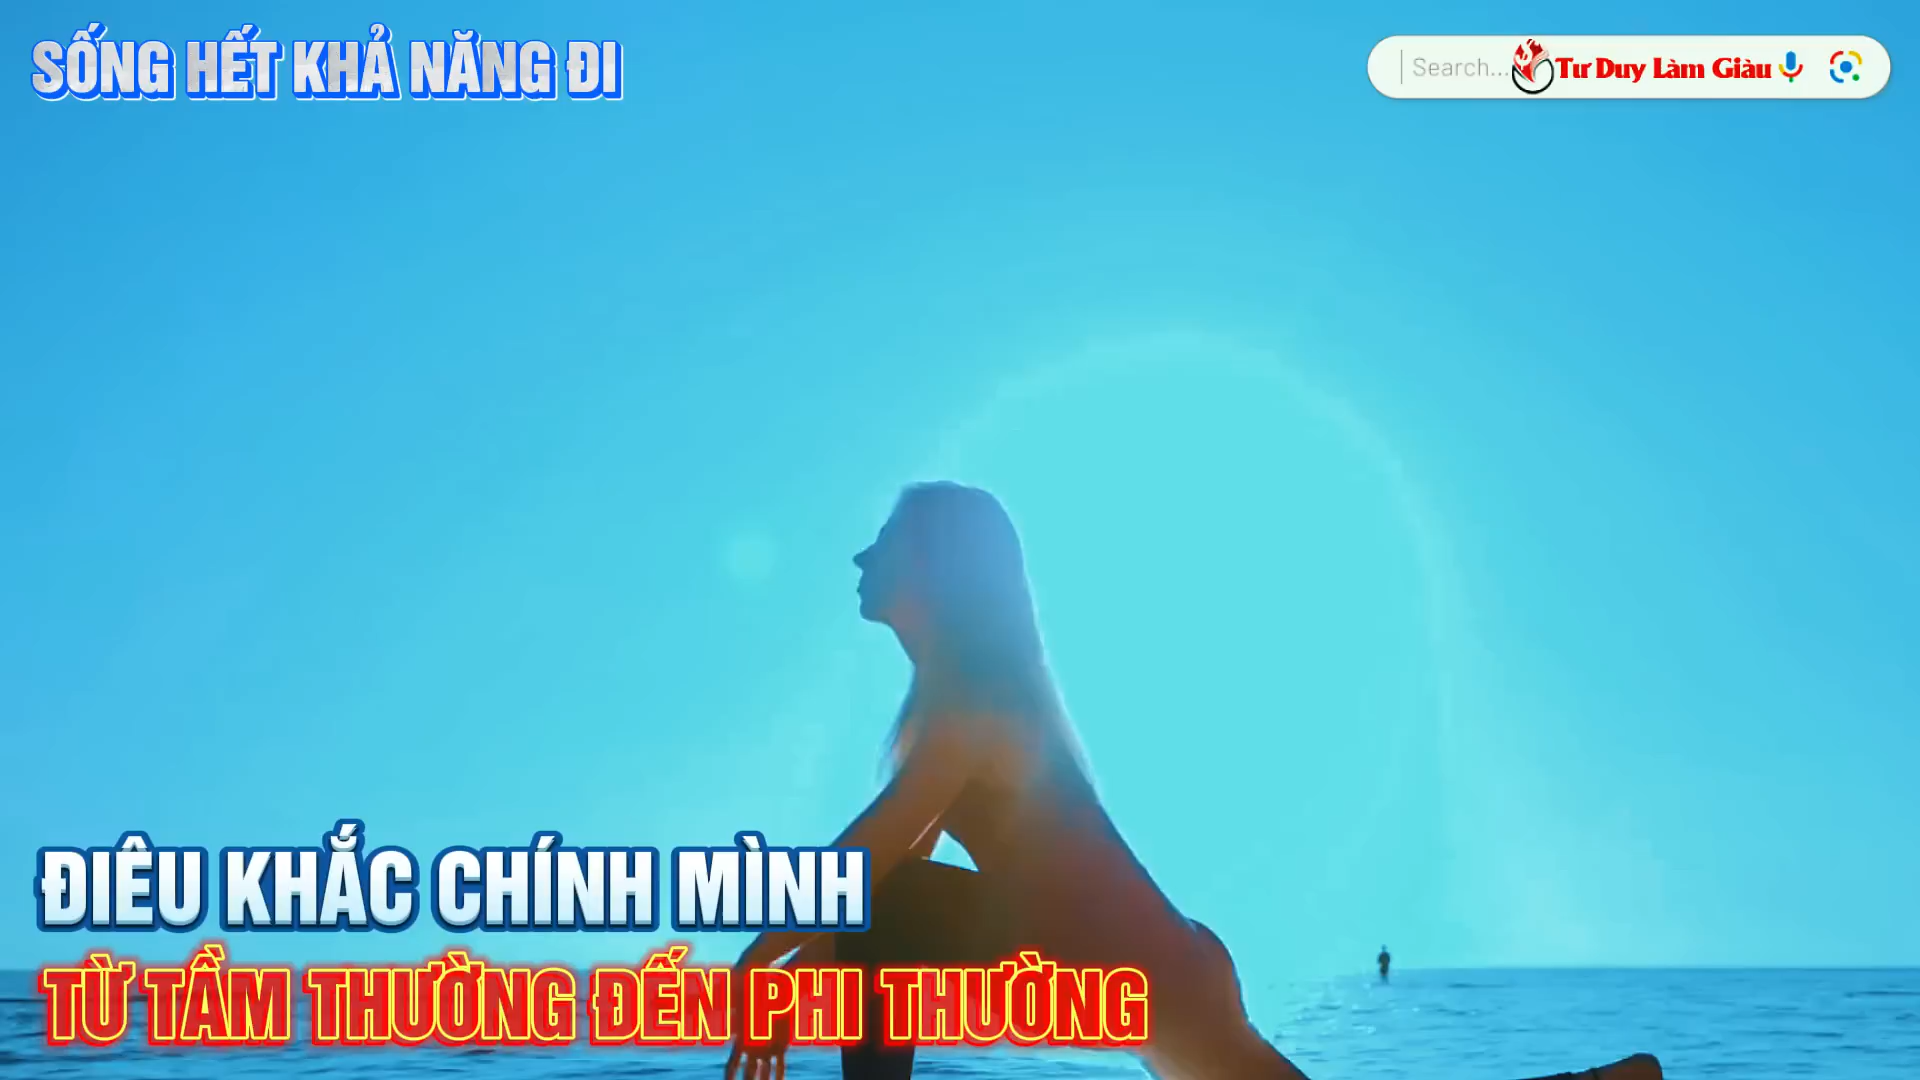 SỐNG HẾT KHẢ NĂNG ĐI
Search... Tư Duy Làm Giàu
ĐIÊU KHẮC CHÍNH MÌNH
TỪ TẦM THƯỜNG ĐẾN PHI THƯỜNG